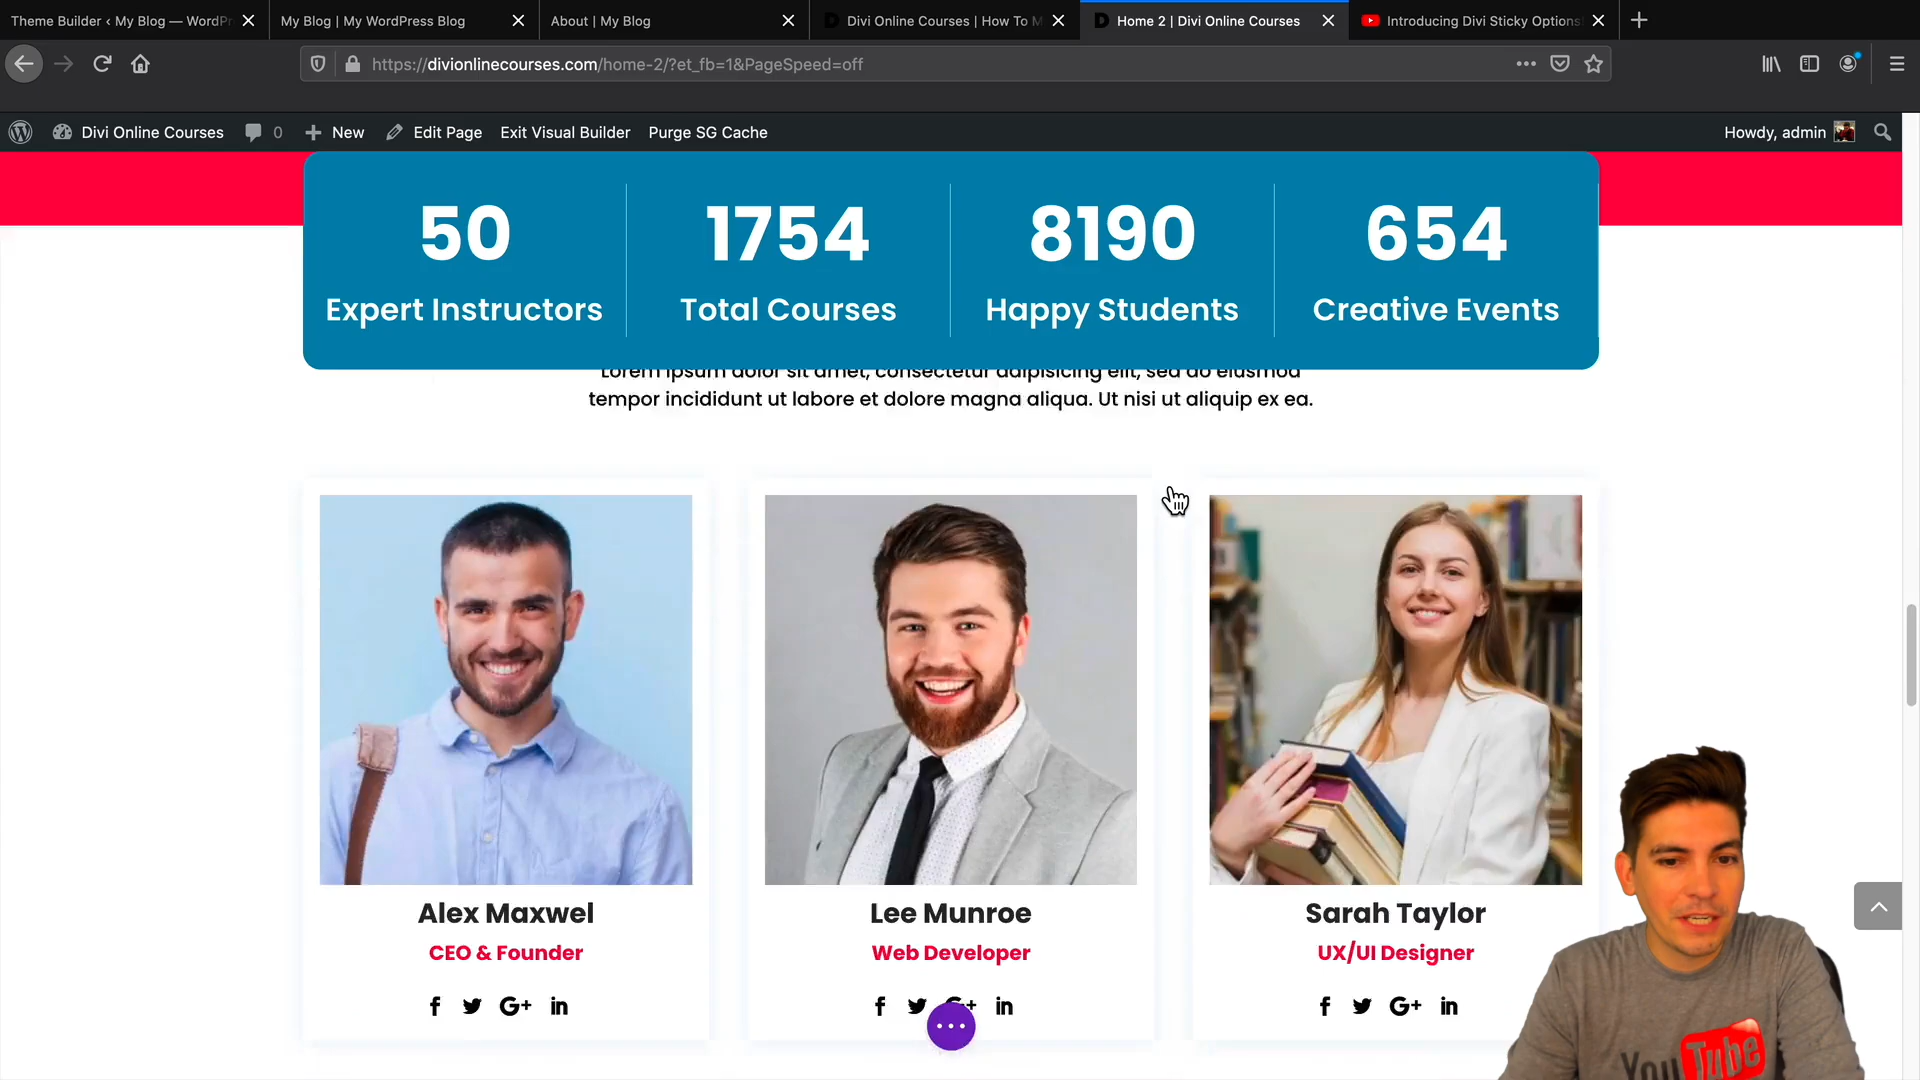 Theme Builder ‹ My Blog — WordPr
My Blog | My WordPress Blog
About | My Blog
Divi Online Courses | How To M
Home 2 | Divi Online Courses
Introducing Divi Sticky Options
https://divionlinecourses.com/home-2/?et_fb=1&PageSpeed=off
Divi Online Courses
0
New
Edit Page
Exit Visual Builder
Purge SG Cache
Howdy, admin
50
Expert Instructors
1754
Total Courses
8190
Happy Students
654
Creative Events
Lorem ipsum dolor sit amet, consectetur adipisicing elit, sed do eiusmod
tempor incididunt ut labore et dolore magna aliqua. Ut nisi ut aliquip ex ea.
Alex Maxwel
CEO & Founder
Lee Munroe
Web Developer
Sarah Taylor
UX/UI Designer
YouTube